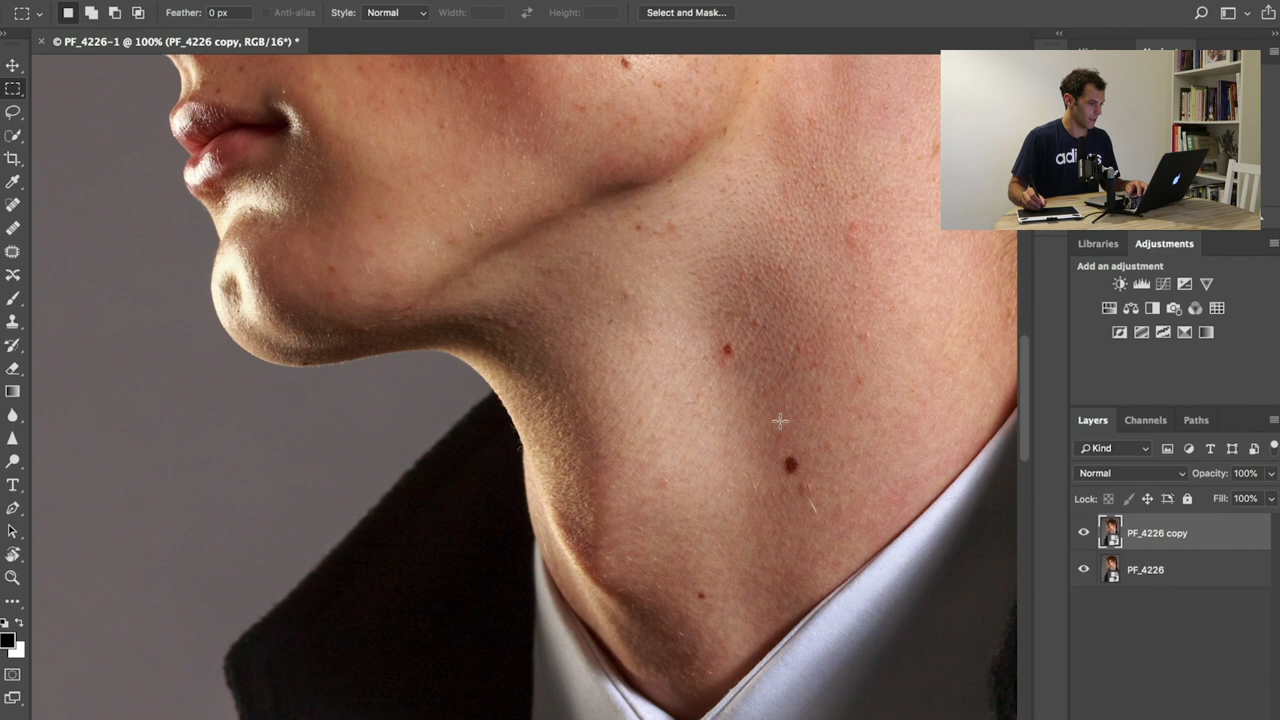 Feather: 0 px Anti-alias Style: Normal Width: Height: Select and Mask...
× © PF_4226-1 @ 100% (PF_4226 copy, RGB/16*) *
adidas
Libraries Adjustments
Add an adjustment
Layers Channels Paths
Kind
Normal Opacity: 100%
Lock: Fill: 100%
PF_4226 copy
PF_4226